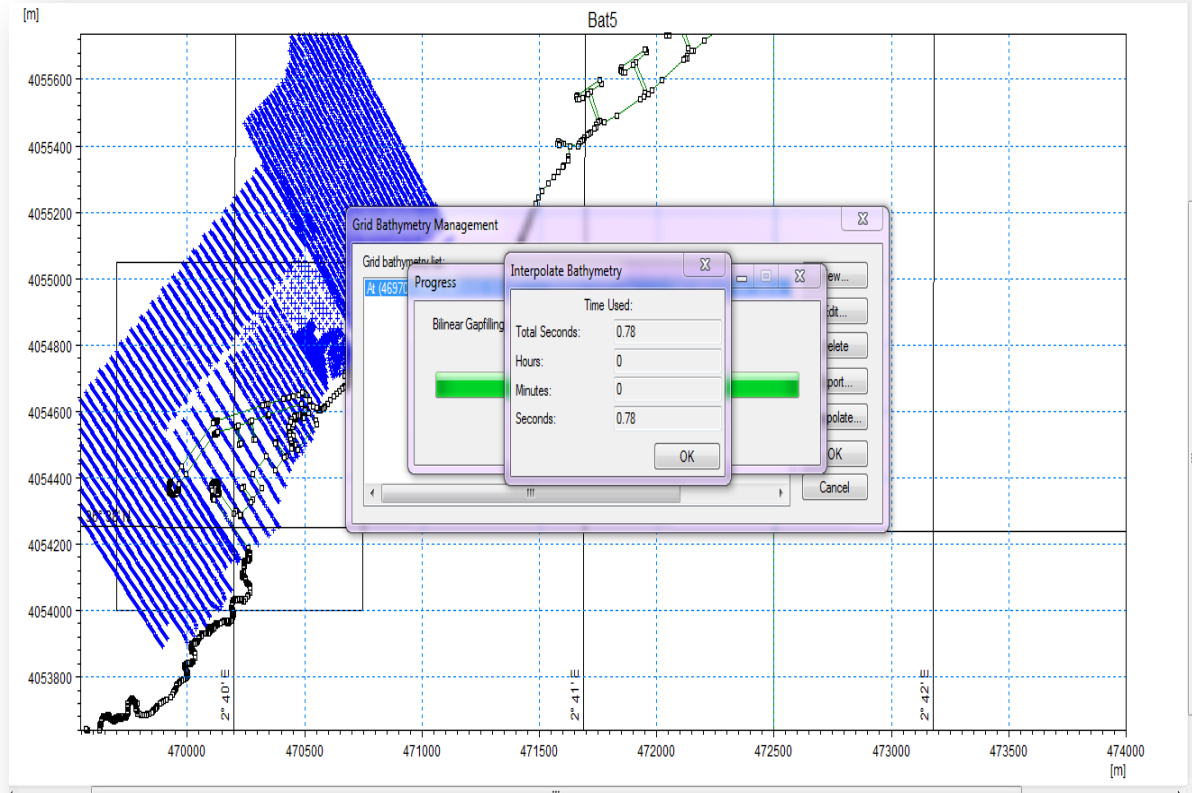 [m]
Bat5
4055600
4055400
4055200
4055000
4054800
4054600
4054400
4054200
4054000
4053800
Grid Bathymetry Management
Grid bathymetry list:
At (4697
Progress
Bilinear Gapfilling
Interpolate Bathymetry
Time Used:
Total Seconds: 0.78
Hours: 0
Minutes: 0
Seconds: 0.78
OK
ew...
dit...
elete
port...
polate...
OK
Cancel
2° 40' E
2° 41' E
2° 42' E
470000 470500 471000 471500 472000 472500 473000 473500 474000
[m]